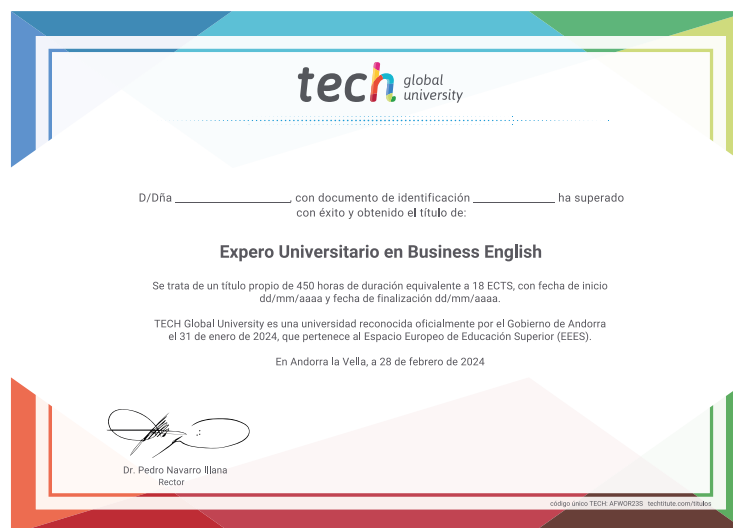 tech global university
D/Dña ____________________, con documento de identificación ______________ ha superado
con éxito y obtenido el título de:
Expero Universitario en Business English
Se trata de un título propio de 450 horas de duración equivalente a 18 ECTS, con fecha de inicio
dd/mm/aaaa y fecha de finalización dd/mm/aaaa.
TECH Global University es una universidad reconocida oficialmente por el Gobierno de Andorra
el 31 de enero de 2024, que pertenece al Espacio Europeo de Educación Superior (EEES).
En Andorra la Vella, a 28 de febrero de 2024
Dr. Pedro Navarro Illana
Rector
código único TECH: AFWOR23S techtitute.com/titulos